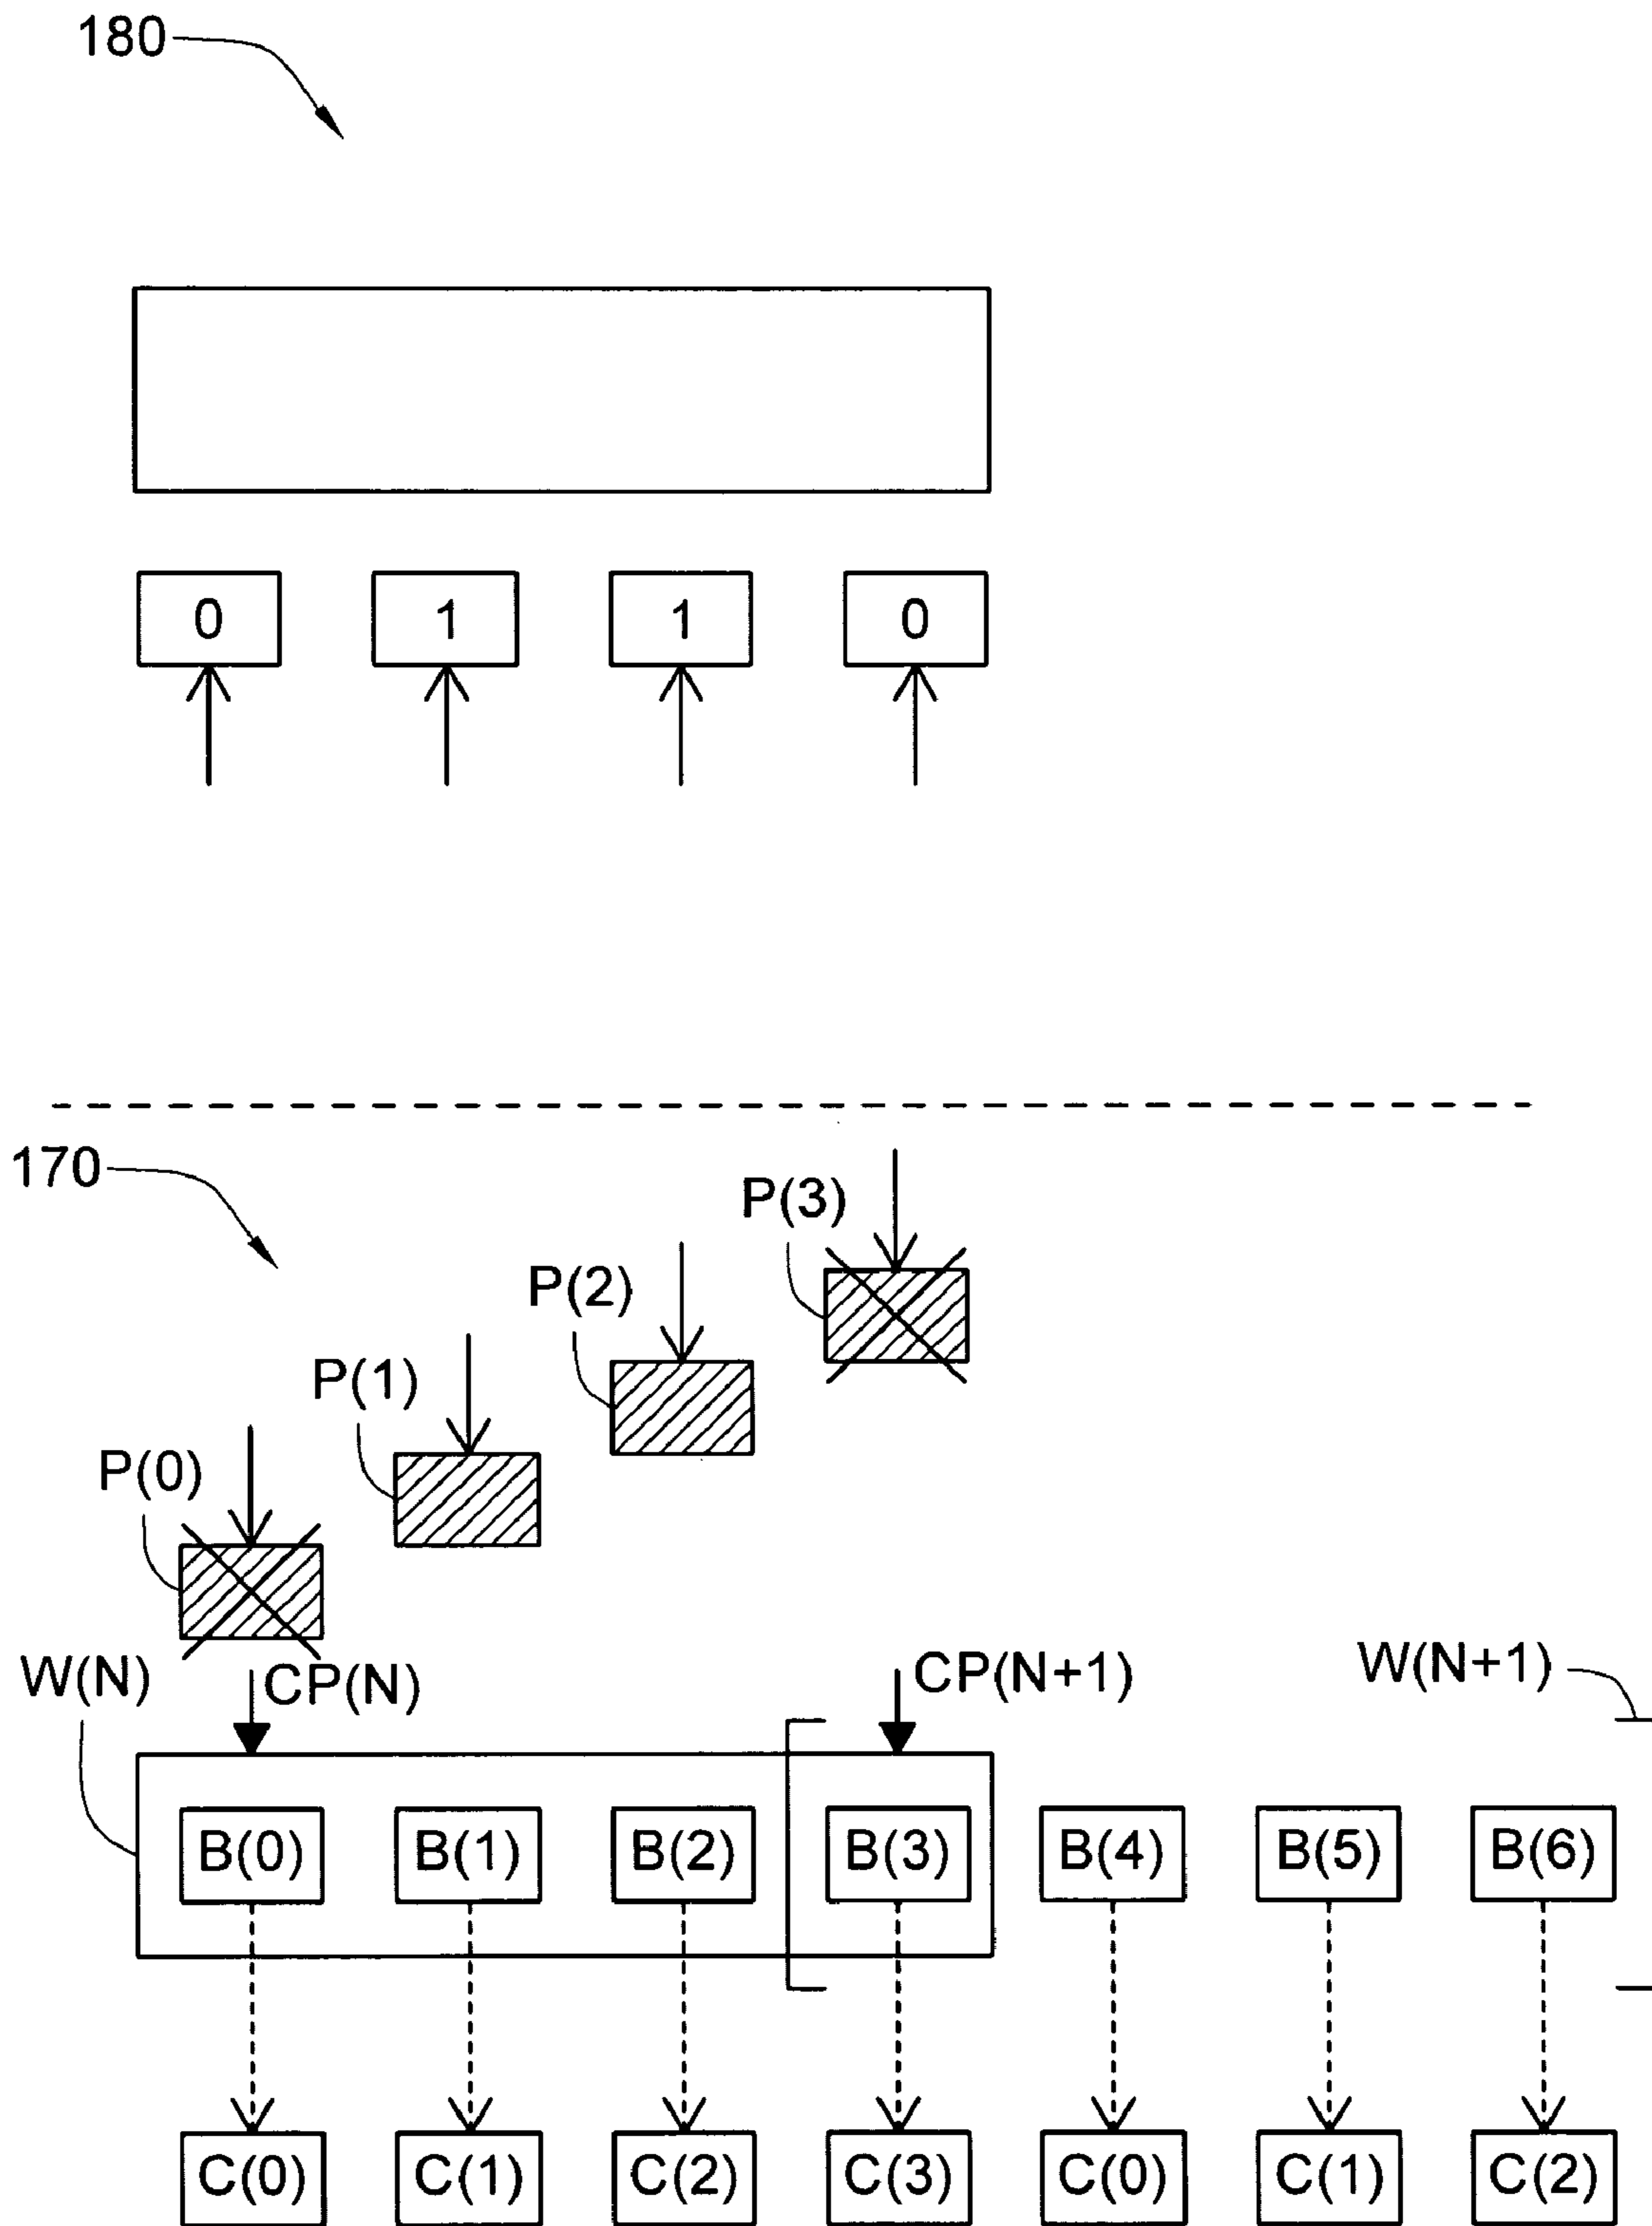 180
0 1 1 0
170
P(3)
P(2)
P(1)
P(0)
W(N) CP(N) CP(N+1) W(N+1)
B(0) B(1) B(2) B(3) B(4) B(5) B(6)
C(0) C(1) C(2) C(3) C(0) C(1) C(2)